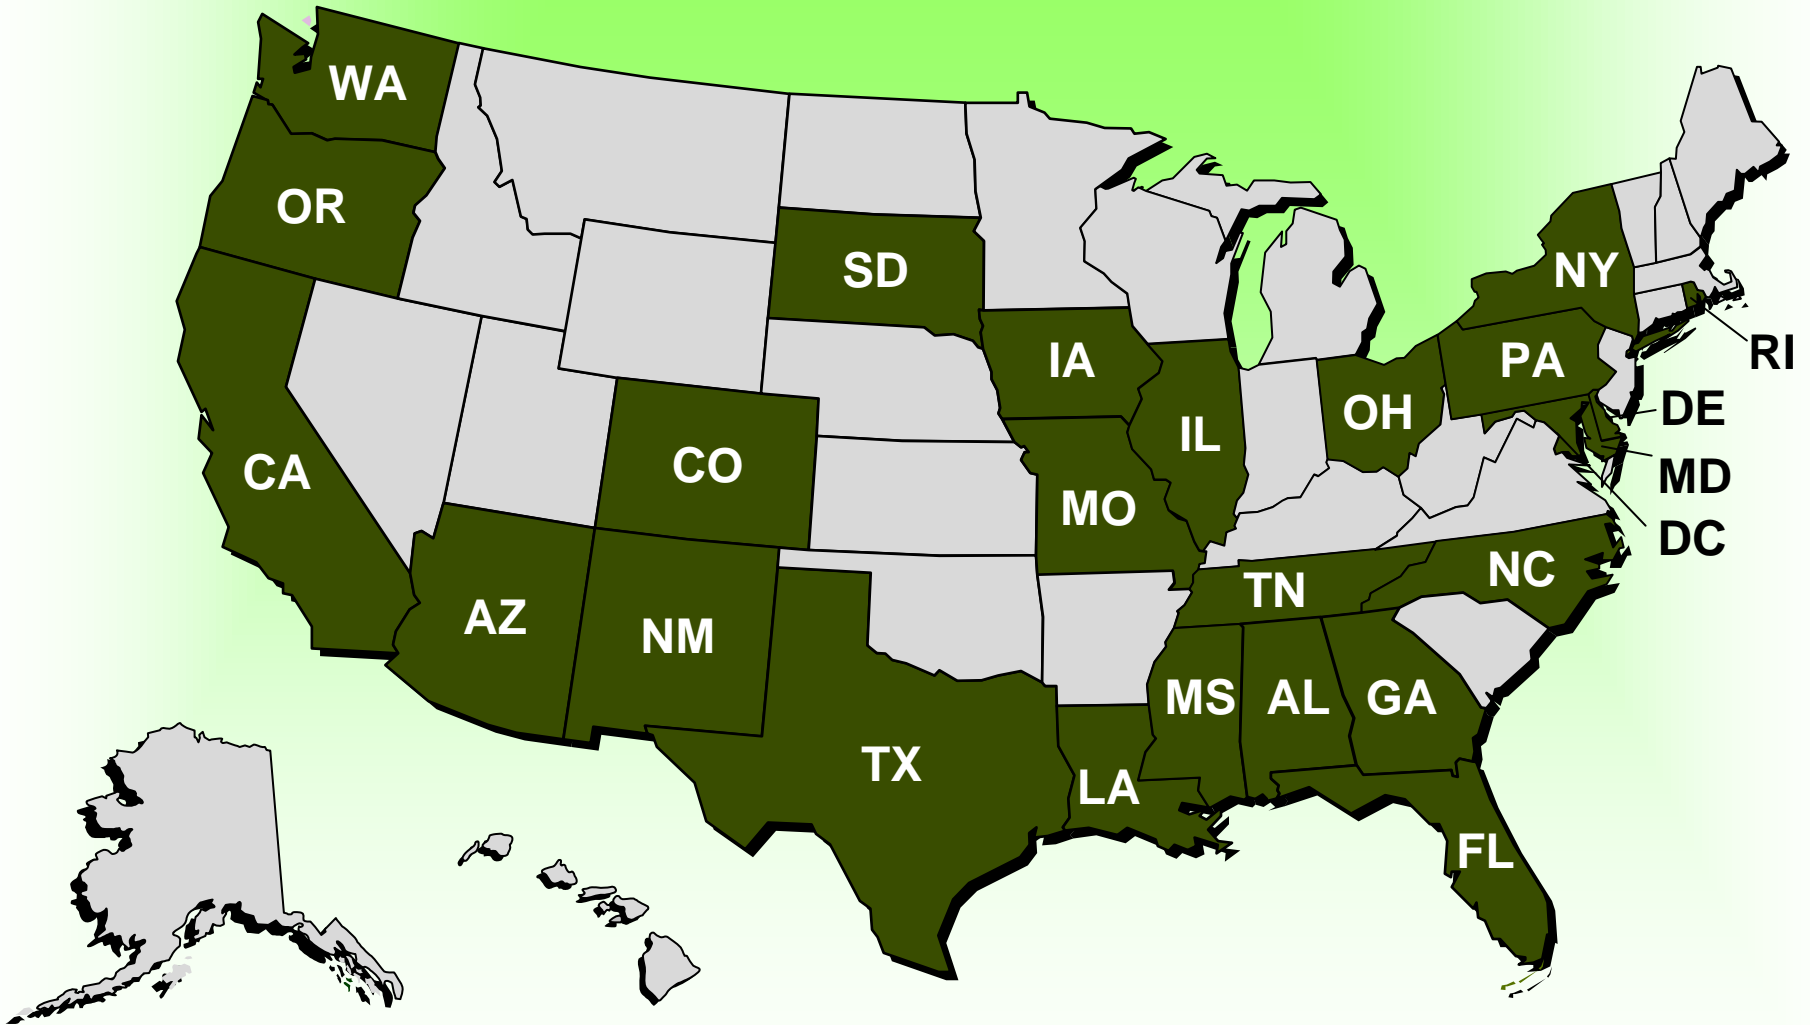 WA
OR
NY
SD
RI
IA
PA
OH
DE
IL
CO
CA
MD
MO
DC
NC
TN
AZ
NM
MS
AL
GA
TX
LA
FL